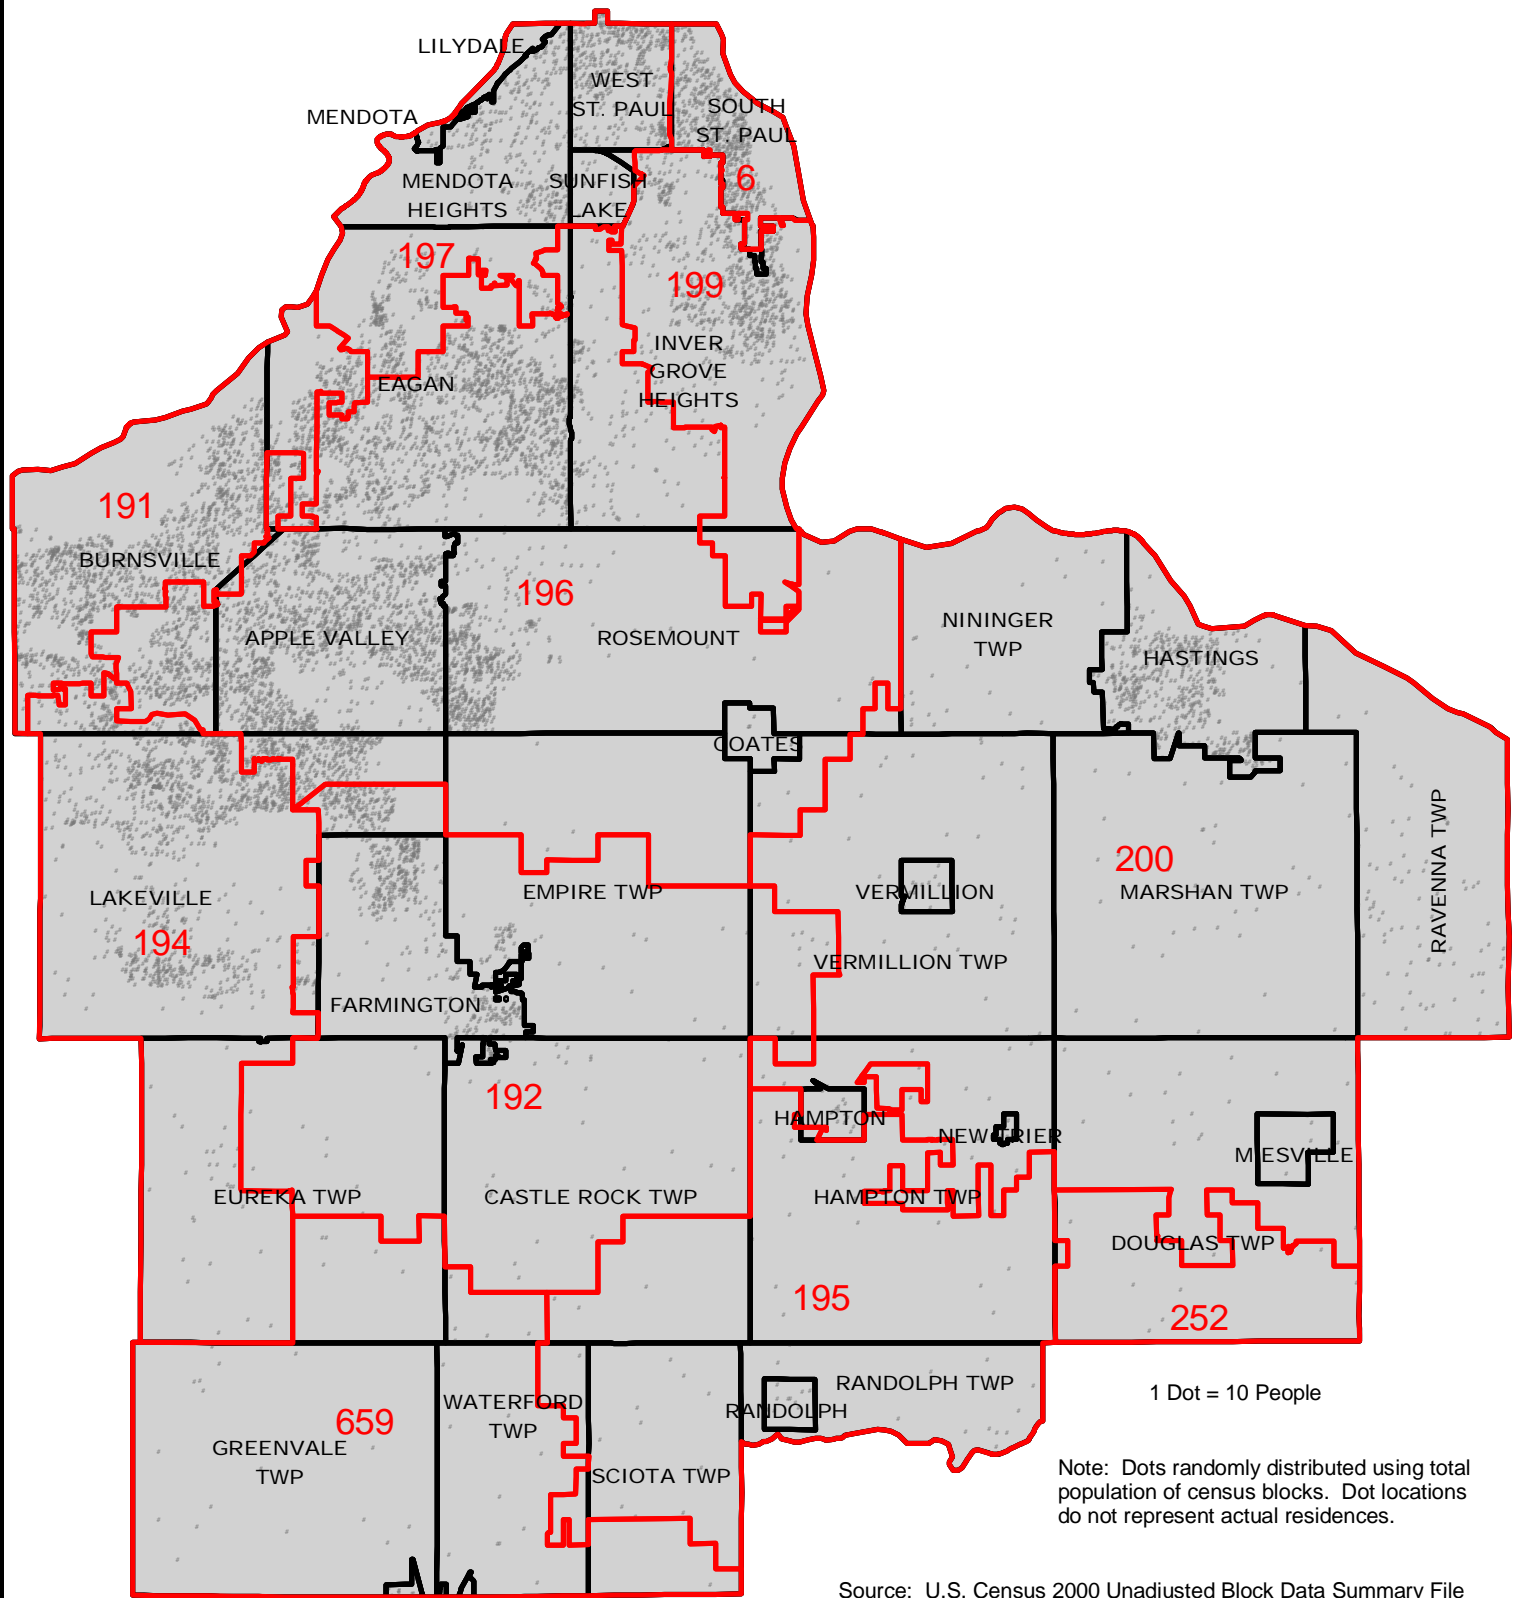 LILYDALE
WEST
ST. PAUL
SOUTH
ST. PAUL
MENDOTA
MENDOTA
HEIGHTS
SUNFISH
LAKE
6
197
199
INVER
GROVE
HEIGHTS
EAGAN
191
BURNSVILLE
196
APPLE VALLEY
ROSEMOUNT
NININGER
TWP
HASTINGS
COATES
RAVENNA TWP
200
LAKEVILLE
EMPIRE TWP
VERMILLION
MARSHAN TWP
194
VERMILLION TWP
FARMINGTON
192
HAMPTON
NEW TRIER
MIESVILLE
EUREKA TWP
CASTLE ROCK TWP
HAMPTON TWP
DOUGLAS TWP
195
252
RANDOLPH TWP
1 Dot = 10 People
WATERFORD
TWP
RANDOLPH
659
GREENVALE
TWP
SCIOTA TWP
Note: Dots randomly distributed using total
population of census blocks. Dot locations
do not represent actual residences.
Source: U.S. Census 2000 Unadjusted Block Data Summary File